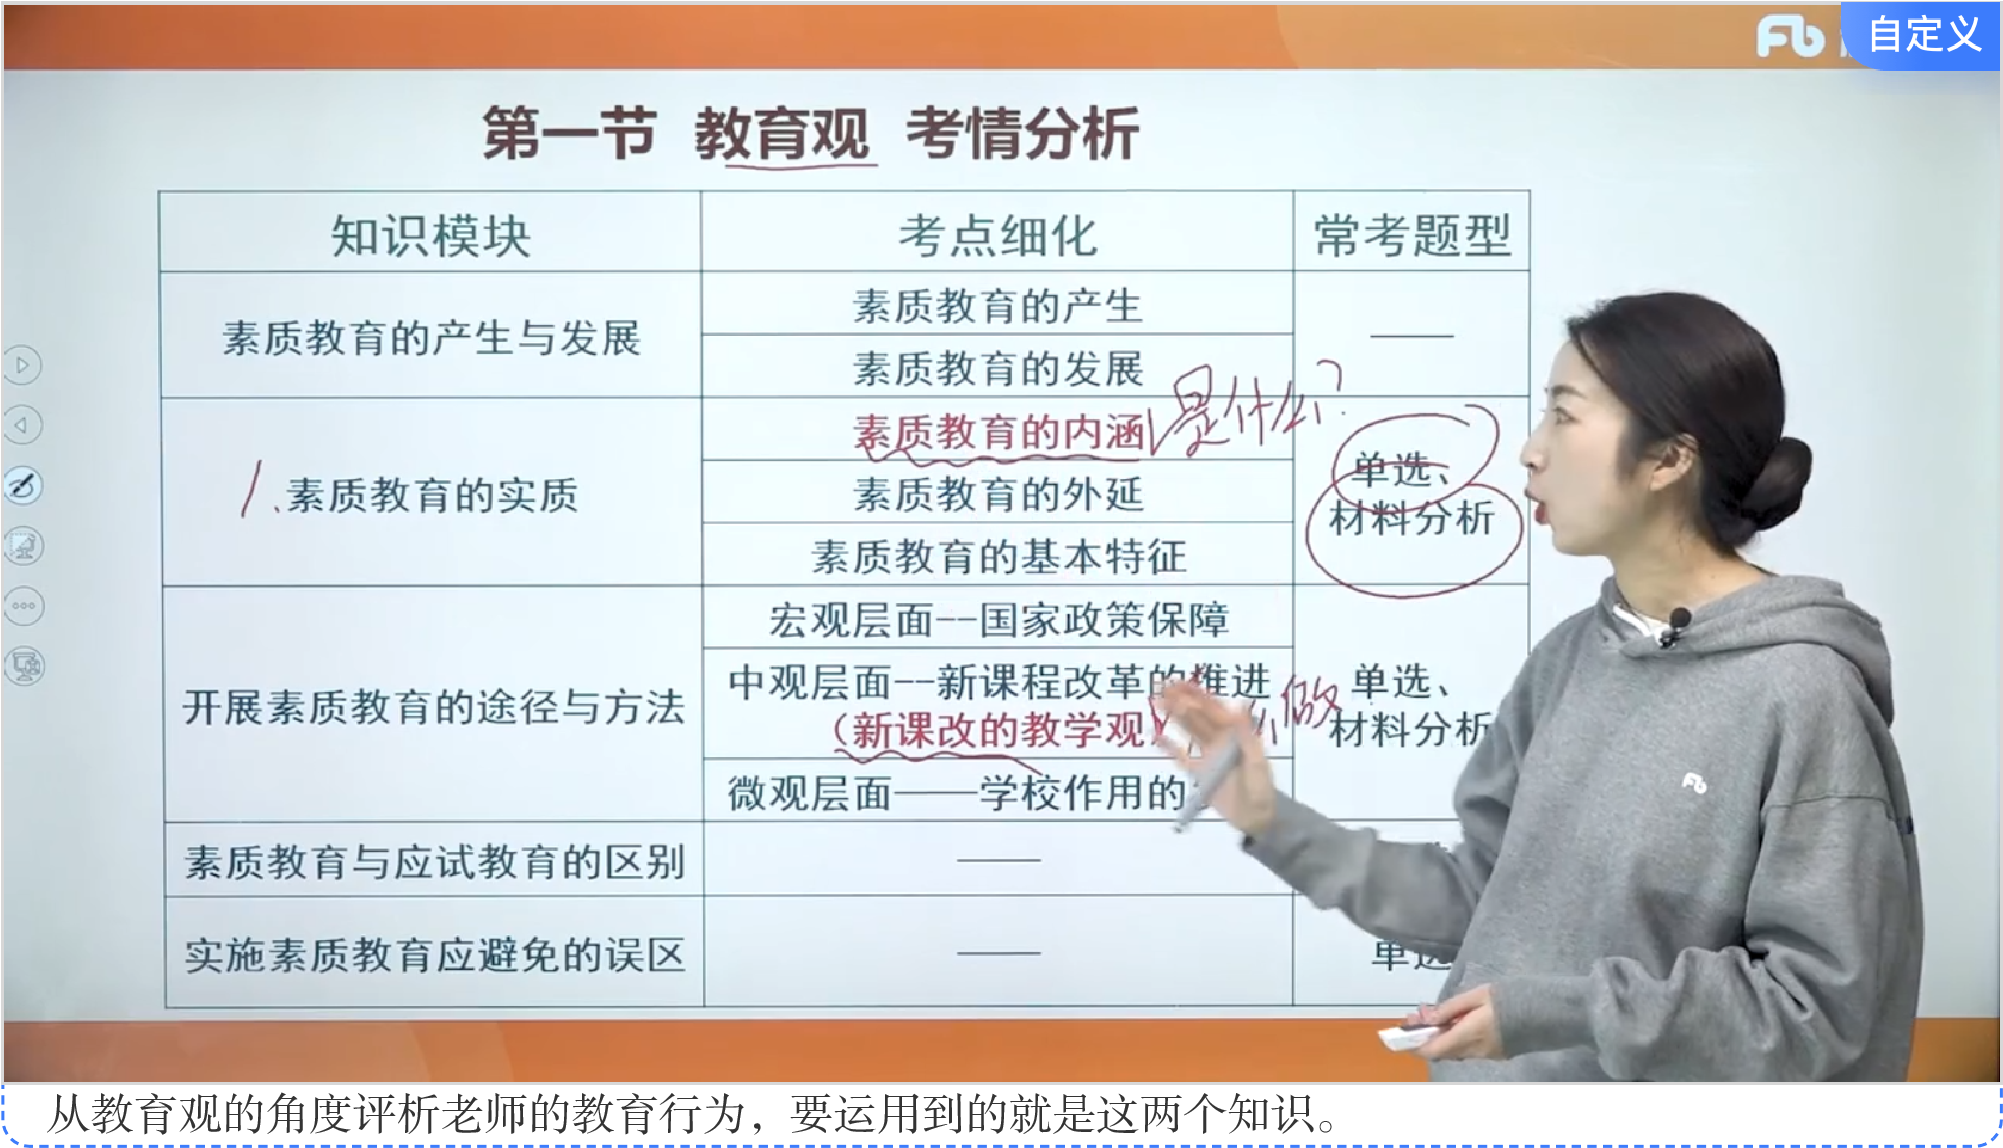 Fb
自定义
第一节 教育观 考情分析
知识模块
考点细化
常考题型
素质教育的产生与发展
素质教育的产生
——
素质教育的发展
1、素质教育的实质
素质教育的内涵
是什么?
单选、
材料分析
素质教育的外延
素质教育的基本特征
开展素质教育的途径与方法
宏观层面--国家政策保障
单选、
材料分析
中观层面--新课程改革的推进
(新课改的教学观
么做
微观层面——学校作用的
素质教育与应试教育的区别
——
实施素质教育应避免的误区
——
单选
Fb
从教育观的角度评析老师的教育行为，要运用到的就是这两个知识。